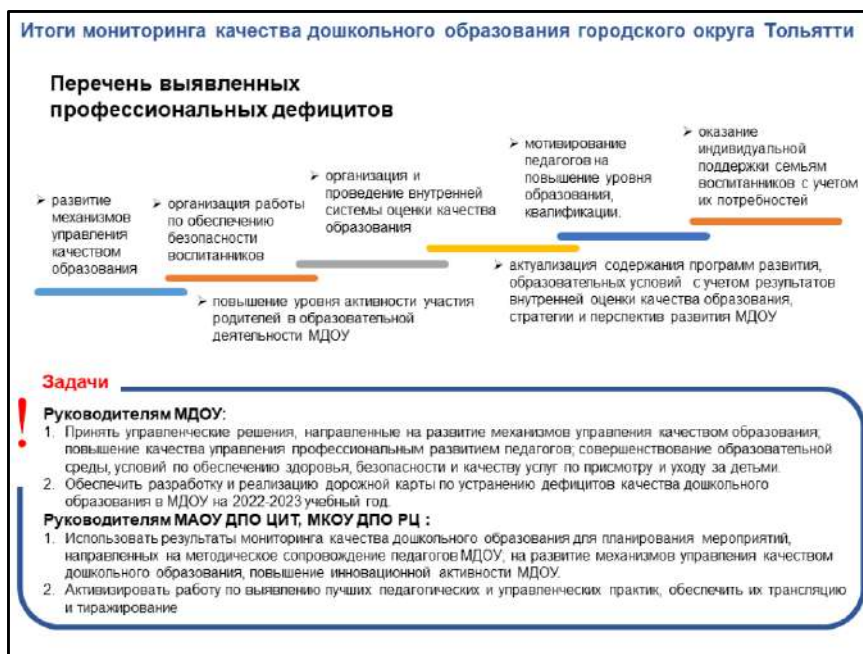 Итоги мониторинга качества дошкольного образования городского округа Тольятти
Перечень выявленных
профессиональных дефицитов
➢ развитие
механизмов
управления
качеством
образования
➢ организация работы
по обеспечению
безопасности
воспитанников
➢ организация и
проведение внутренней
системы оценки качества
образования
➢ мотивирование
педагогов на
повышение уровня
образования,
квалификации.
➢ оказание
индивидуальной
поддержки семьям
воспитанников с учетом
их потребностей
➢ повышение уровня активности участия
родителей в образовательной
деятельности МДОУ
➢ актуализация содержания программ развития,
образовательных условий с учетом результатов
внутренней оценки качества образования,
стратегии и перспектив развития МДОУ
Задачи
!
Руководителям МДОУ:
1. Принять управленческие решения, направленные на развитие механизмов управления качеством образования;
повышение качества управления профессиональным развитием педагогов; совершенствование образовательной
среды, условий по обеспечению здоровья, безопасности и качеству услуг по присмотру и уходу за детьми.
2. Обеспечить разработку и реализацию дорожной карты по устранению дефицитов качества дошкольного
образования в МДОУ на 2022-2023 учебный год.
Руководителям МАОУ ДПО ЦИТ, МКОУ ДПО РЦ :
1. Использовать результаты мониторинга качества дошкольного образования для планирования мероприятий,
направленных на методическое сопровождение педагогов МДОУ, на развитие механизмов управления качеством
дошкольного образования, повышение инновационной активности МДОУ.
2. Активизировать работу по выявлению лучших педагогических и управленческих практик, обеспечить их трансляцию
и тиражирование